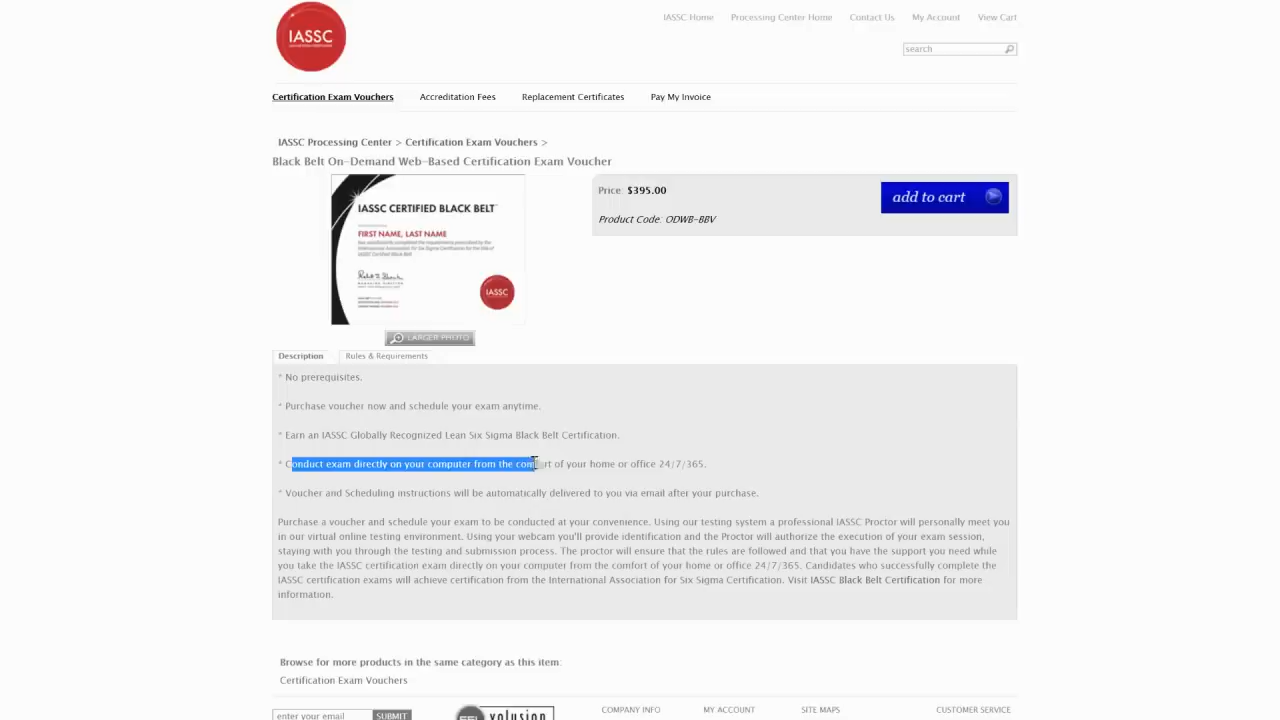 IASSC
IASSC Home Processing Center Home Contact Us My Account View Cart
search
Certification Exam Vouchers Accreditation Fees Replacement Certificates Pay My Invoice
IASSC Processing Center > Certification Exam Vouchers >
Black Belt On-Demand Web-Based Certification Exam Voucher
IASSC CERTIFIED BLACK BELT
FIRST NAME, LAST NAME
IASSC
LARGER PHOTO
Price: $395.00
add to cart
Product Code: ODWB-BBV
Description Rules & Requirements
* No prerequisites.
* Purchase voucher now and schedule your exam anytime.
* Earn an IASSC Globally Recognized Lean Six Sigma Black Belt Certification.
* Conduct exam directly on your computer from the comfort of your home or office 24/7/365.
* Voucher and Scheduling instructions will be automatically delivered to you via email after your purchase.
Purchase a voucher and schedule your exam to be conducted at your convenience. Using our testing system a professional IASSC Proctor will personally meet you
in our virtual online testing environment. Using your webcam you'll provide identification and the Proctor will authorize the execution of your exam session,
staying with you through the testing and submission process. The proctor will ensure that the rules are followed and that you have the support you need while
you take the IASSC certification exam directly on your computer from the comfort of your home or office 24/7/365. Candidates who successfully complete the
IASSC certification exams will achieve certification from the International Association for Six Sigma Certification. Visit IASSC Black Belt Certification for more
information.
Browse for more products in the same category as this item:
Certification Exam Vouchers
enter your email SUBMIT
volusion
COMPANY INFO MY ACCOUNT SITE MAPS CUSTOMER SERVICE